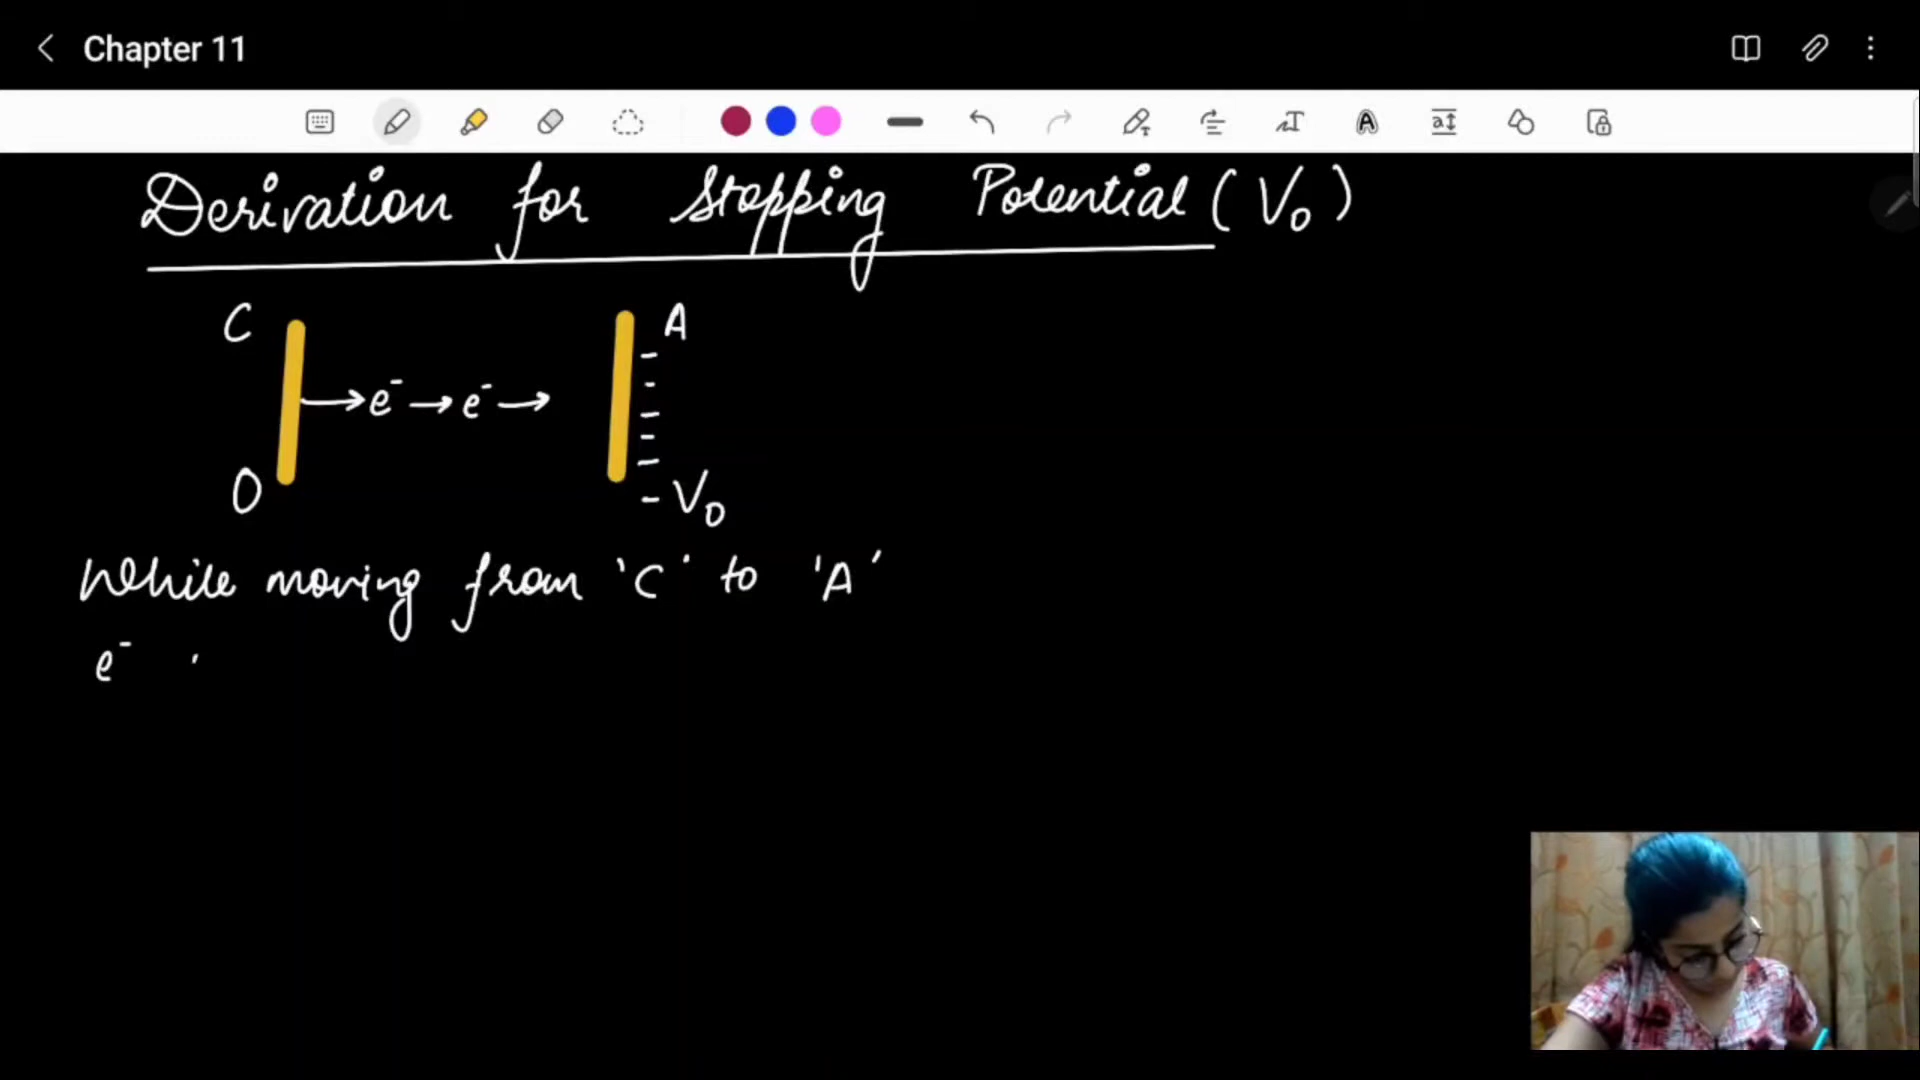 Chapter 11
Derivation for Stopping Potential (V₀)
C A
→e⁻→e⁻→
O -V₀
While moving from 'C' to 'A'
e⁻